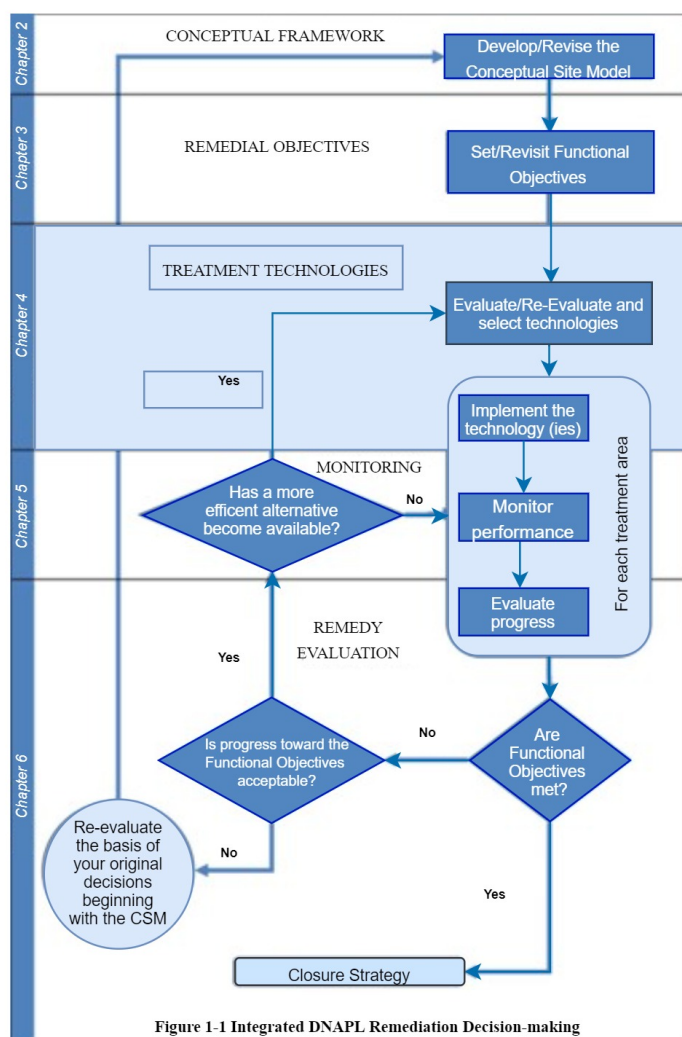 Chapter 2
CONCEPTUAL FRAMEWORK
Develop/Revise the
Conceptual Site Model
Chapter 3
REMEDIAL OBJECTIVES
Set/Revisit Functional
Objectives
Chapter 4
TREATMENT TECHNOLOGIES
Evaluate/Re-Evaluate and
select technologies
Yes
Implement the
technology (ies)
For each treatment area
Chapter 5
MONITORING
Has a more
efficent alternative
become available?
No
Monitor
performance
Evaluate
progress
Chapter 6
REMEDY
EVALUATION
Yes
Is progress toward the
Functional Objectives
acceptable?
No
Are
Functional
Objectives
met?
Re-evaluate
the basis of
your original
decisions
beginning
with the CSM
No
Yes
Closure Strategy
Figure 1-1 Integrated DNAPL Remediation Decision-making